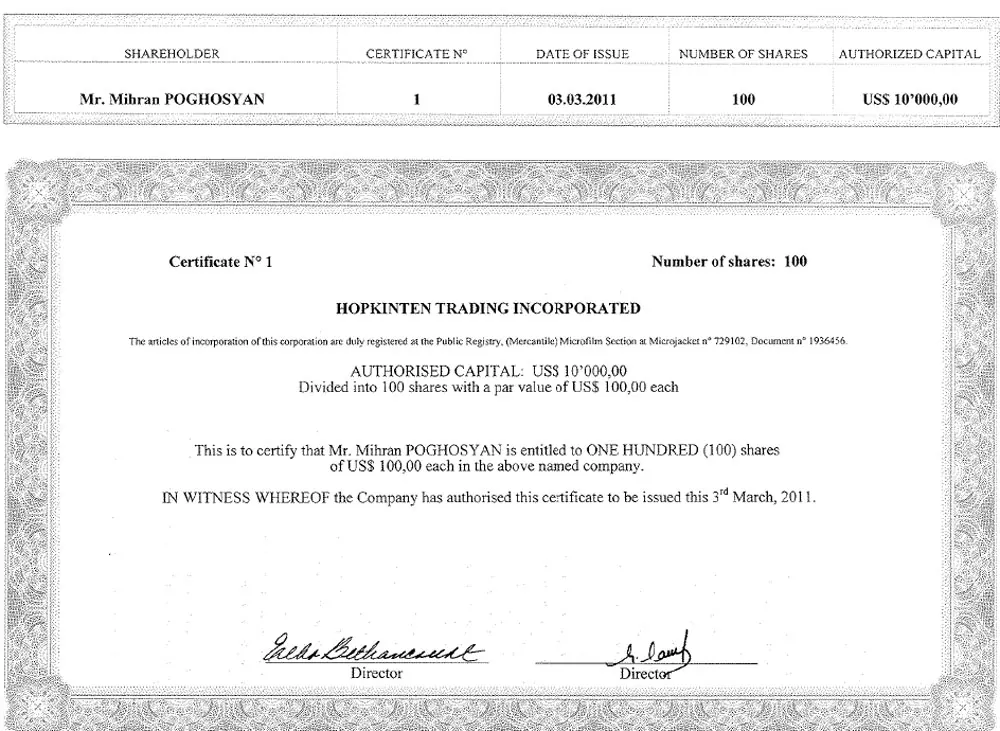 SHAREHOLDER CERTIFICATE N° DATE OF ISSUE NUMBER OF SHARES AUTHORIZED CAPITAL
Mr. Mihran POGHOSYAN 1 03.03.2011 100 US$ 10'000,00
Certificate N° 1 Number of shares: 100
HOPKINTEN TRADING INCORPORATED
The articles of incorporation of this corporation are duly registered at the Public Registry, (Mercantile) Microfilm Section at Microjacket n° 729102, Document n° 1936456.
AUTHORISED CAPITAL: US$ 10'000,00
Divided into 100 shares with a par value of US$ 100,00 each
This is to certify that Mr. Mihran POGHOSYAN is entitled to ONE HUNDRED (100) shares
of US$ 100,00 each in the above named company.
IN WITNESS WHEREOF the Company has authorised this certificate to be issued this 3rd March, 2011.
Director Director